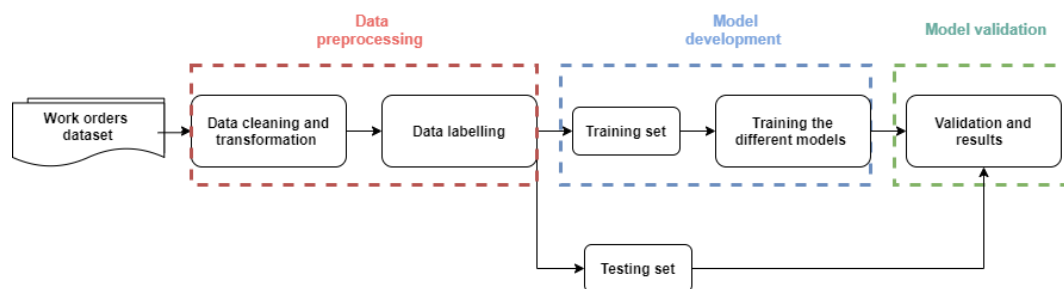 Data
preprocessing
Model
development
Model validation
Work orders
dataset
Data cleaning and
transformation
Data labelling
Training set
Training the
different models
Validation and
results
Testing set